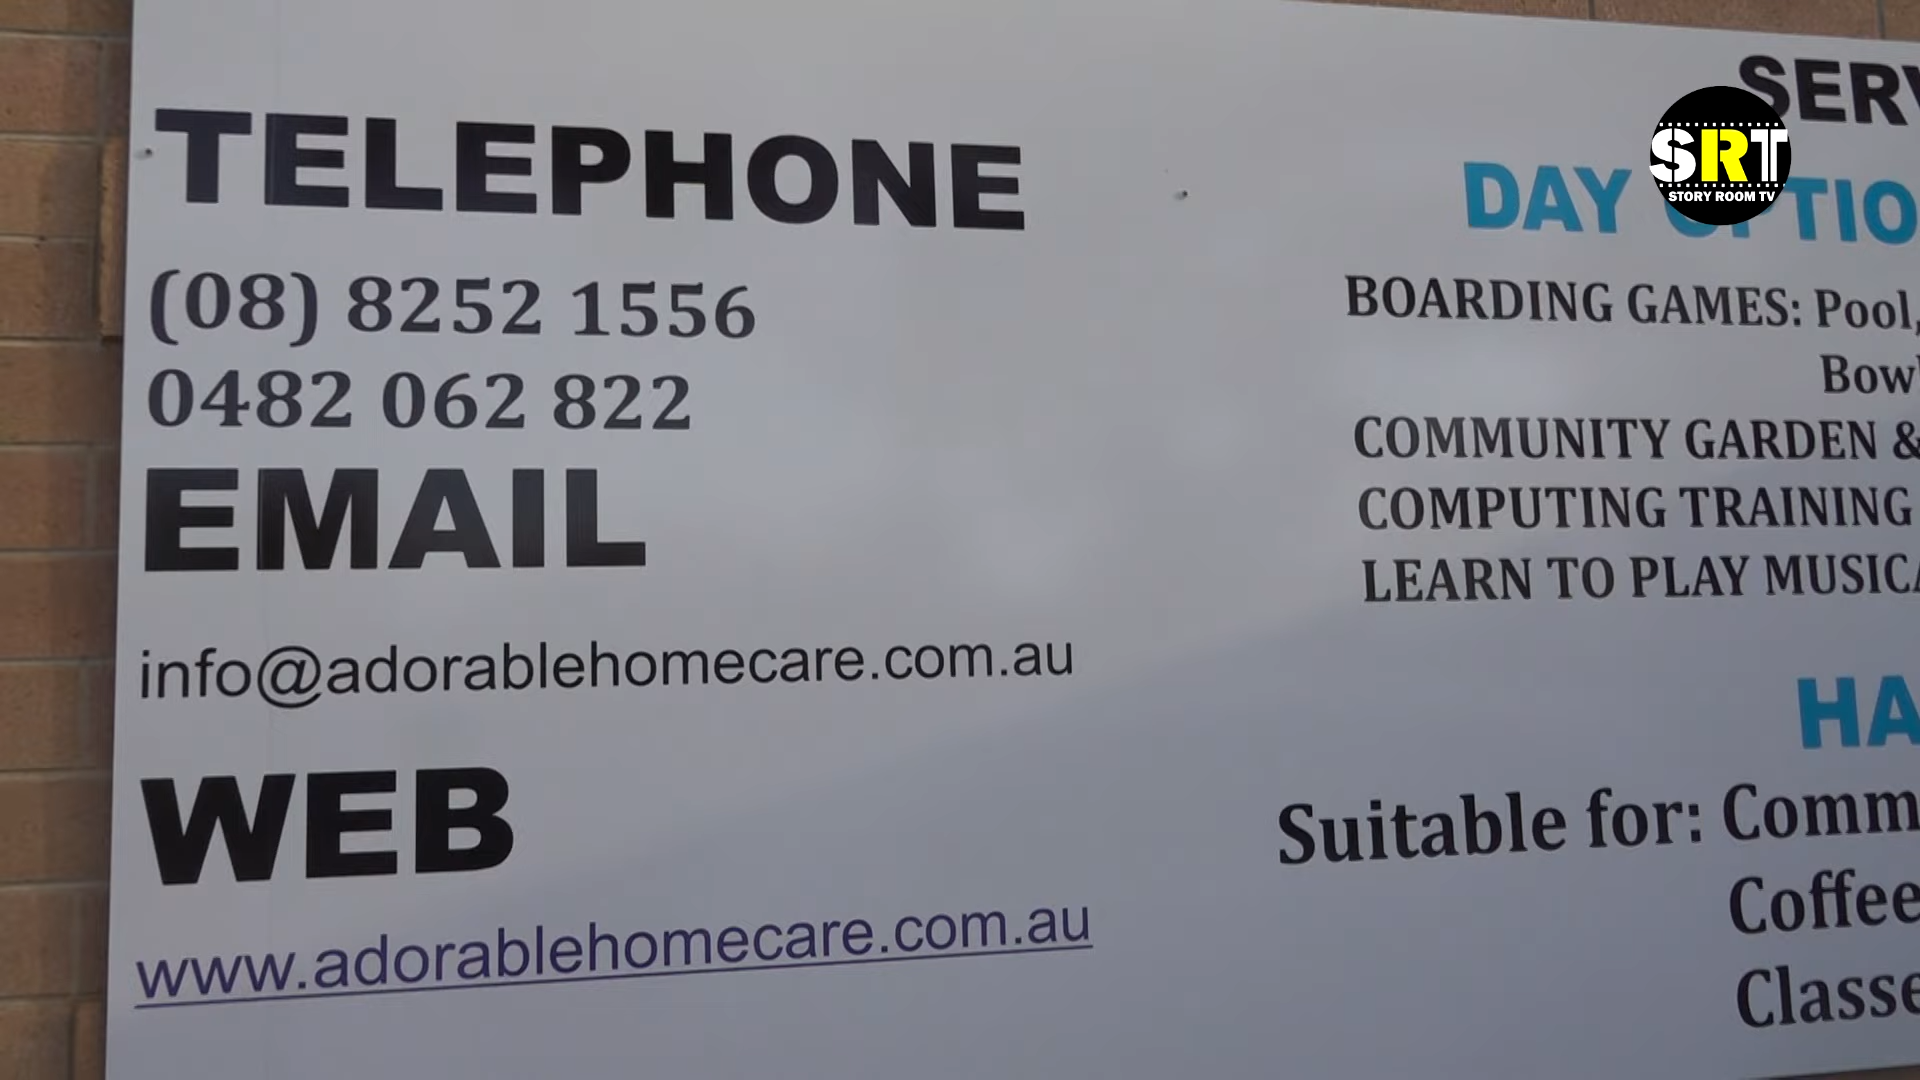 TELEPHONE
(08) 8252 1556
0482 062 822
EMAIL
info@adorablehomecare.com.au
WEB
www.adorablehomecare.com.au
SERV
DAY OPTIO
BOARDING GAMES: Pool,
Bowl
COMMUNITY GARDEN &
COMPUTING TRAINING
LEARN TO PLAY MUSICA
HA
Suitable for: Comm
Coffee
Classe
SRT
STORY ROOM TV